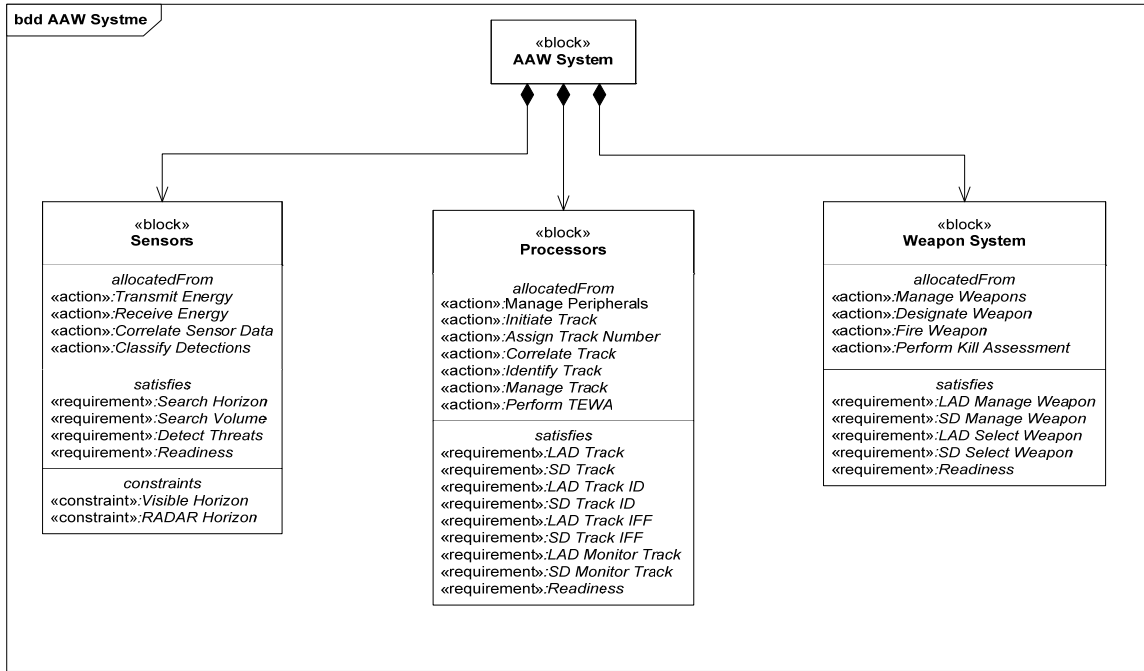 bdd AAW Systme
«block»
AAW System
«block»
Sensors
allocatedFrom
«action»:Transmit Energy
«action»:Receive Energy
«action»:Correlate Sensor Data
«action»:Classify Detections
satisfies
«requirement»:Search Horizon
«requirement»:Search Volume
«requirement»:Detect Threats
«requirement»:Readiness
constraints
«constraint»:Visible Horizon
«constraint»:RADAR Horizon
«block»
Processors
allocatedFrom
«action»:Manage Peripherals
«action»:Initiate Track
«action»:Assign Track Number
«action»:Correlate Track
«action»:Identify Track
«action»:Manage Track
«action»:Perform TEWA
satisfies
«requirement»:LAD Track
«requirement»:SD Track
«requirement»:LAD Track ID
«requirement»:SD Track ID
«requirement»:LAD Track IFF
«requirement»:SD Track IFF
«requirement»:LAD Monitor Track
«requirement»:SD Monitor Track
«requirement»:Readiness
«block»
Weapon System
allocatedFrom
«action»:Manage Weapons
«action»:Designate Weapon
«action»:Fire Weapon
«action»:Perform Kill Assessment
satisfies
«requirement»:LAD Manage Weapon
«requirement»:SD Manage Weapon
«requirement»:LAD Select Weapon
«requirement»:SD Select Weapon
«requirement»:Readiness